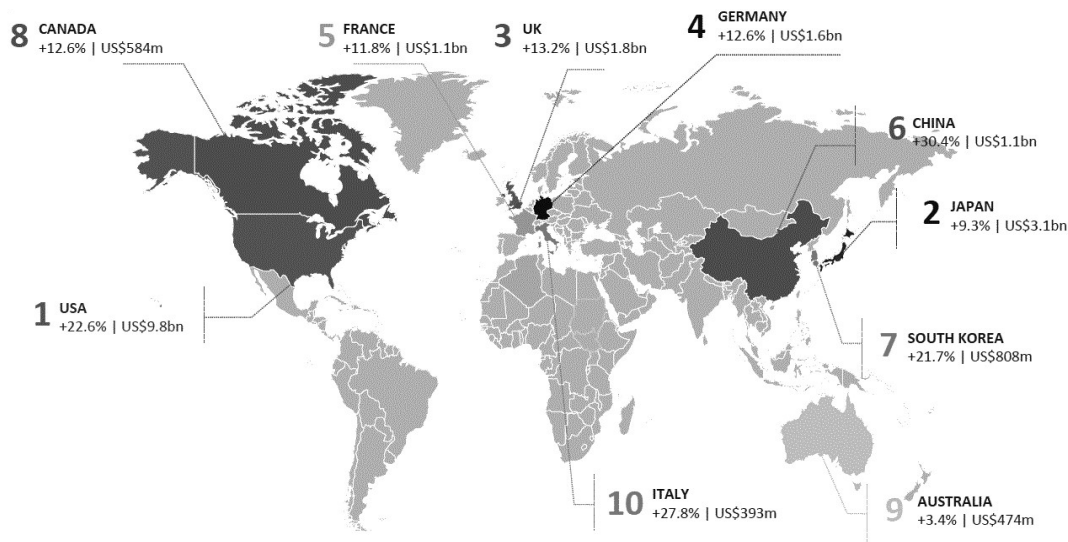 8 CANADA
+12.6% | US$584m
5 FRANCE
+11.8% | US$1.1bn
3 UK
+13.2% | US$1.8bn
4 GERMANY
+12.6% | US$1.6bn
6 CHINA
+30.4% | US$1.1bn
2 JAPAN
+9.3% | US$3.1bn
1 USA
+22.6% | US$9.8bn
7 SOUTH KOREA
+21.7% | US$808m
10 ITALY
+27.8% | US$393m
9 AUSTRALIA
+3.4% | US$474m